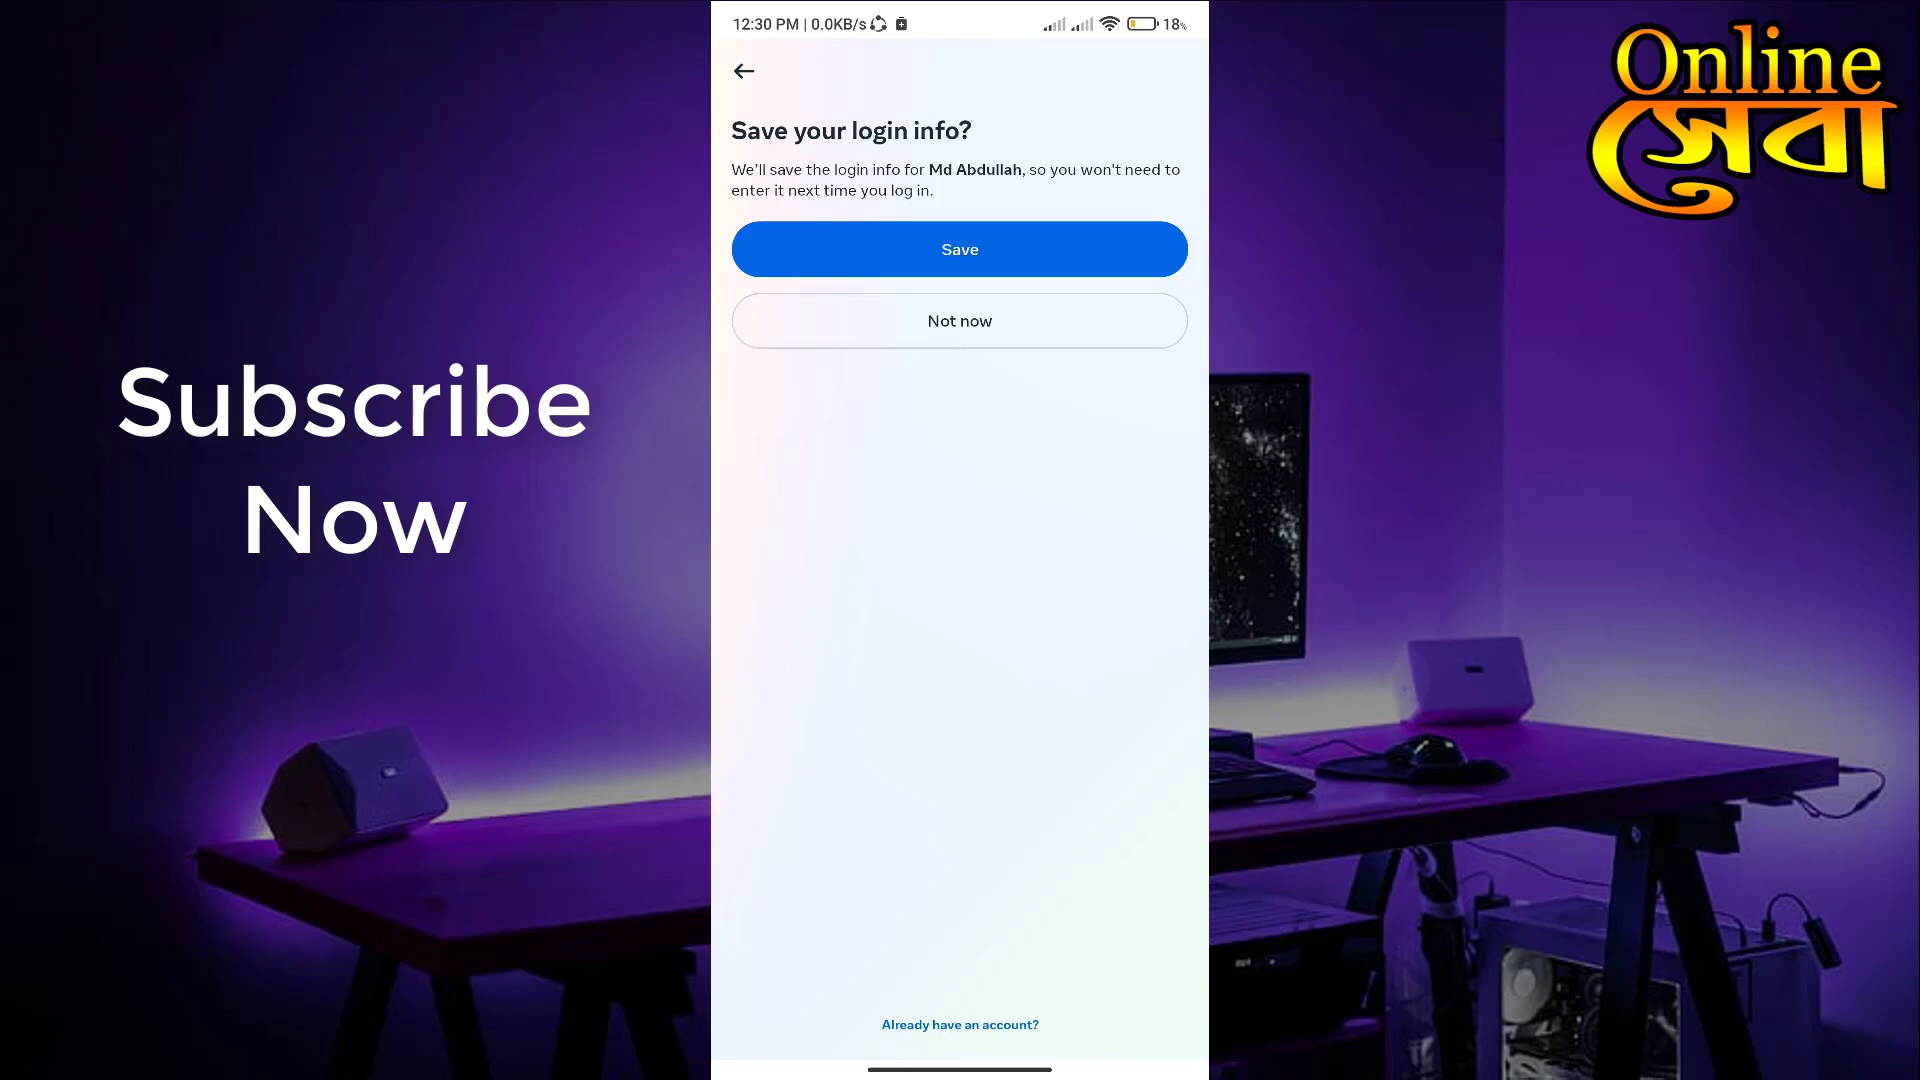 12:30 PM | 0.0KB/s
18%
Online
সেবা
Save your login info?
We'll save the login info for Md Abdullah, so you won't need to
enter it next time you log in.
Save
Not now
Subscribe
Now
Already have an account?